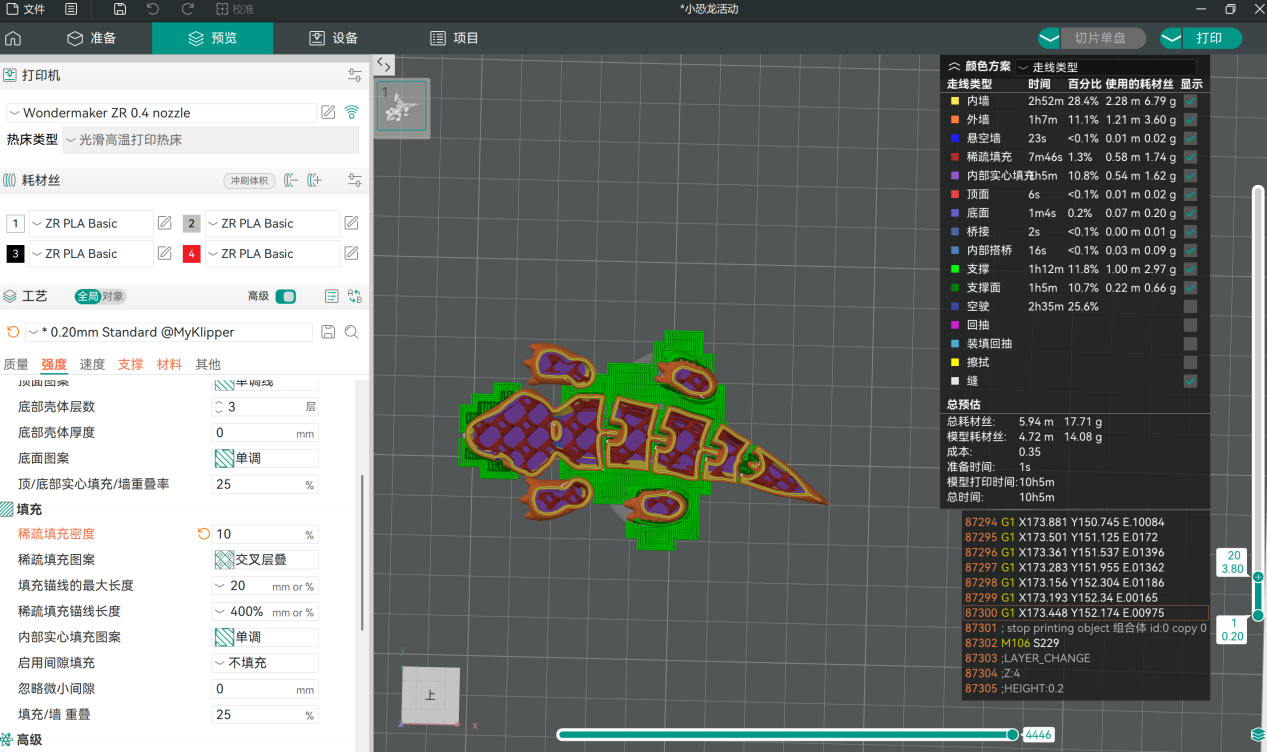 文件
校准
*小恐龙活动
准备
预览
设备
项目
切片单盘
打印
打印机
Wondermaker ZR 0.4 nozzle
热床类型
光滑高温打印热床
耗材丝
冲刷体积
1 ZR PLA Basic
2 ZR PLA Basic
3 ZR PLA Basic
4 ZR PLA Basic
工艺 全局 对象 高级
* 0.20mm Standard @MyKlipper
质量 强度 速度 支撑 材料 其他
顶面图案 单调线
底部壳体层数 3 层
底部壳体厚度 0 mm
底面图案 单调
顶/底部实心填充/墙重叠率 25 %
填充
稀疏填充密度 10 %
稀疏填充图案 交叉层叠
填充锚线的最大长度 20 mm or %
稀疏填充锚线长度 400% mm or %
内部实心填充图案 单调
启用间隙填充 不填充
忽略微小间隙 0 mm
填充/墙 重叠 25 %
高级
1
颜色方案 走线类型
走线类型 时间 百分比 使用的耗材丝 显示
内墙 2h52m 28.4% 2.28 m 6.79 g
外墙 1h7m 11.1% 1.21 m 3.60 g
悬空墙 23s <0.1% 0.01 m 0.02 g
稀疏填充 7m46s 1.3% 0.58 m 1.74 g
内部实心填充 1h5m 10.8% 0.54 m 1.62 g
顶面 6s <0.1% 0.01 m 0.02 g
底面 1m4s 0.2% 0.07 m 0.20 g
桥接 2s <0.1% 0.00 m 0.01 g
内部搭桥 16s <0.1% 0.03 m 0.09 g
支撑 1h12m 11.8% 1.00 m 2.97 g
支撑面 1h5m 10.7% 0.22 m 0.66 g
空驶 2h35m 25.6%
回抽
装填回抽
擦拭
缝
总预估
总耗材丝: 5.94 m 17.71 g
模型耗材丝: 4.72 m 14.08 g
成本: 0.35
准备时间: 1s
模型打印时间: 10h5m
总时间: 10h5m
87294 G1 X173.881 Y150.745 E.10084
87295 G1 X173.501 Y151.125 E.0172
87296 G1 X173.361 Y151.537 E.01396
87297 G1 X173.283 Y151.955 E.01362
87298 G1 X173.156 Y152.304 E.01186
87299 G1 X173.193 Y152.34 E.00165
87300 G1 X173.448 Y152.174 E.00975
87301 ; stop printing object 组合体 id:0 copy 0
87302 M106 S229
87303 ;LAYER_CHANGE
87304 ;Z:4
87305 ;HEIGHT:0.2
20
3.80
1
0.20
上
y
x
4446